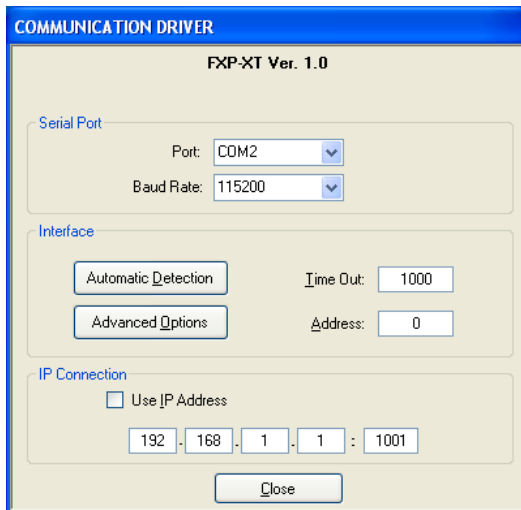 COMMUNICATION DRIVER
FXP-XT Ver. 1.0
Serial Port
Port: COM2
Baud Rate: 115200
Interface
Automatic Detection Time Out: 1000
Advanced Options Address: 0
IP Connection
Use IP Address
192 . 168 . 1 . 1 : 1001
Close